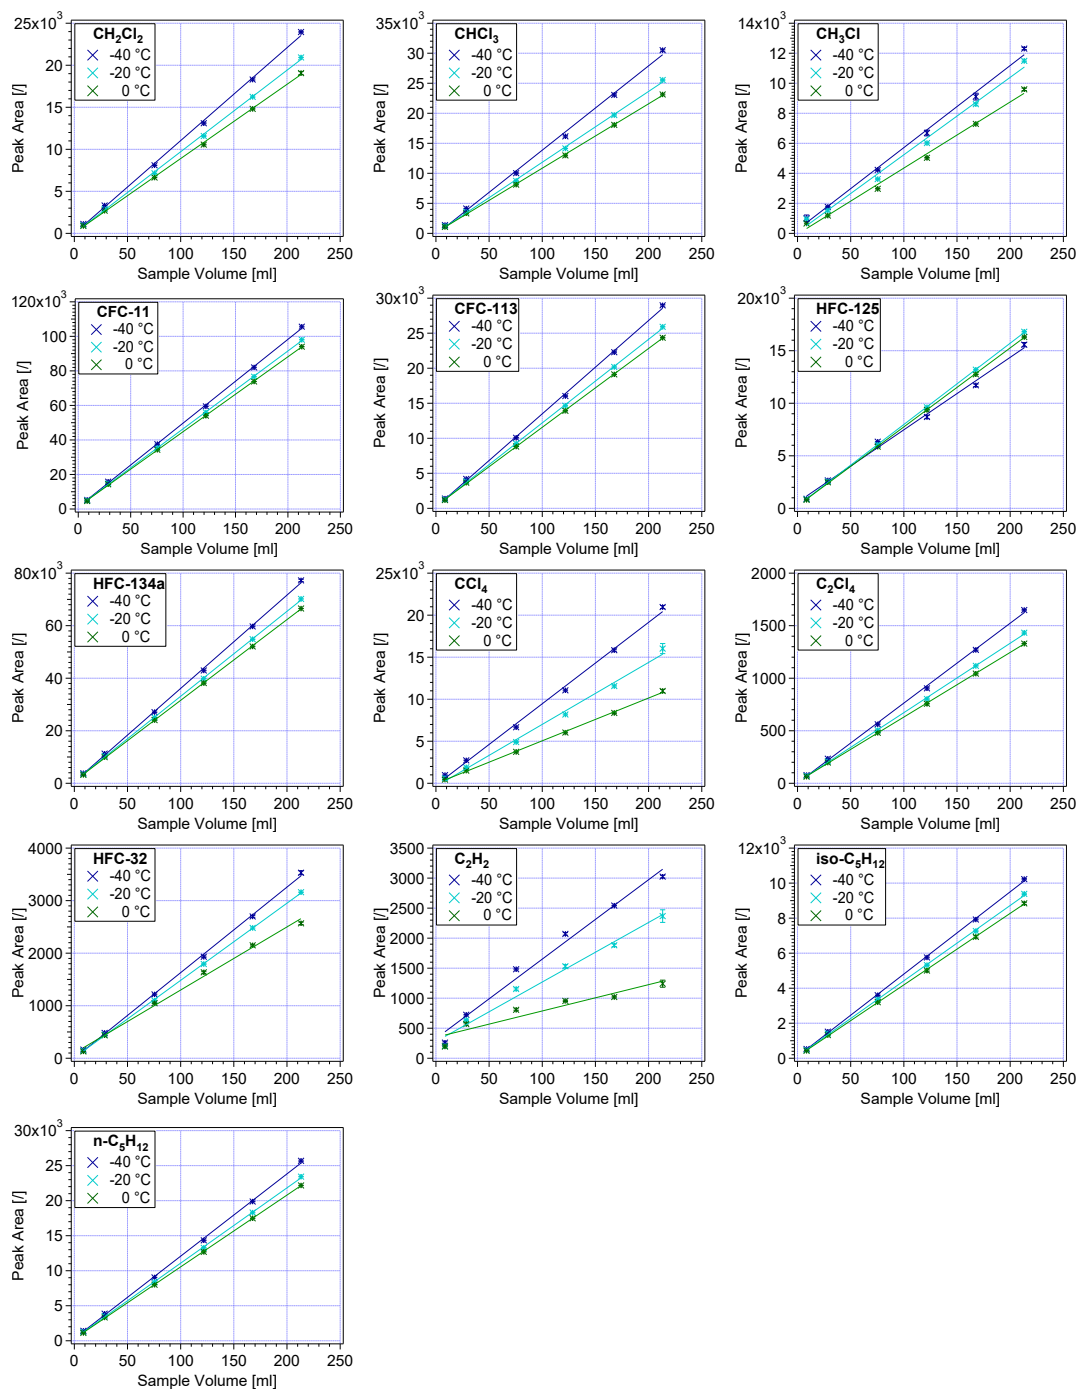 25x10³
20
15
10
5
0
Peak Area [/]
CH₂Cl₂
-40 °C
-20 °C
0 °C
0 50 100 150 200 250
Sample Volume [ml]
35x10³
30
25
20
15
10
5
0
Peak Area [/]
CHCl₃
-40 °C
-20 °C
0 °C
0 50 100 150 200 250
Sample Volume [ml]
14x10³
12
10
8
6
4
2
0
Peak Area [/]
CH₃Cl
-40 °C
-20 °C
0 °C
0 50 100 150 200 250
Sample Volume [ml]
120x10³
100
80
60
40
20
0
Peak Area [/]
CFC-11
-40 °C
-20 °C
0 °C
0 50 100 150 200 250
Sample Volume [ml]
30x10³
25
20
15
10
5
0
Peak Area [/]
CFC-113
-40 °C
-20 °C
0 °C
0 50 100 150 200 250
Sample Volume [ml]
20x10³
15
10
5
0
Peak Area [/]
HFC-125
-40 °C
-20 °C
0 °C
0 50 100 150 200 250
Sample Volume [ml]
80x10³
60
40
20
0
Peak Area [/]
HFC-134a
-40 °C
-20 °C
0 °C
0 50 100 150 200 250
Sample Volume [ml]
25x10³
20
15
10
5
0
Peak Area [/]
CCl₄
-40 °C
-20 °C
0 °C
0 50 100 150 200 250
Sample Volume [ml]
2000
1500
1000
500
0
Peak Area [/]
C₂Cl₄
-40 °C
-20 °C
0 °C
0 50 100 150 200 250
Sample Volume [ml]
4000
3000
2000
1000
0
Peak Area [/]
HFC-32
-40 °C
-20 °C
0 °C
0 50 100 150 200 250
Sample Volume [ml]
3500
3000
2500
2000
1500
1000
500
0
Peak Area [/]
C₂H₂
-40 °C
-20 °C
0 °C
0 50 100 150 200 250
Sample Volume [ml]
12x10³
10
8
6
4
2
0
Peak Area [/]
iso-C₅H₁₂
-40 °C
-20 °C
0 °C
0 50 100 150 200 250
Sample Volume [ml]
30x10³
25
20
15
10
5
0
Peak Area [/]
n-C₅H₁₂
-40 °C
-20 °C
0 °C
0 50 100 150 200 250
Sample Volume [ml]